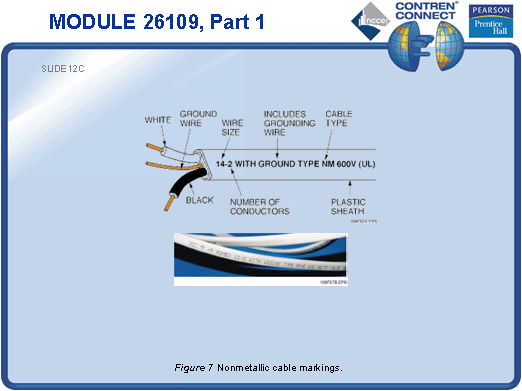 MODULE 26109, Part 1
nccer
CONTREN®
CONNECT
PEARSON
Prentice
Hall
SLIDE 12C
WHITE
GROUND
WIRE
WIRE
SIZE
INCLUDES
GROUNDING
WIRE
CABLE
TYPE
14-2 WITH GROUND TYPE NM 600V (UL)
BLACK
NUMBER OF
CONDUCTORS
PLASTIC
SHEATH
Figure 7 Nonmetallic cable markings.